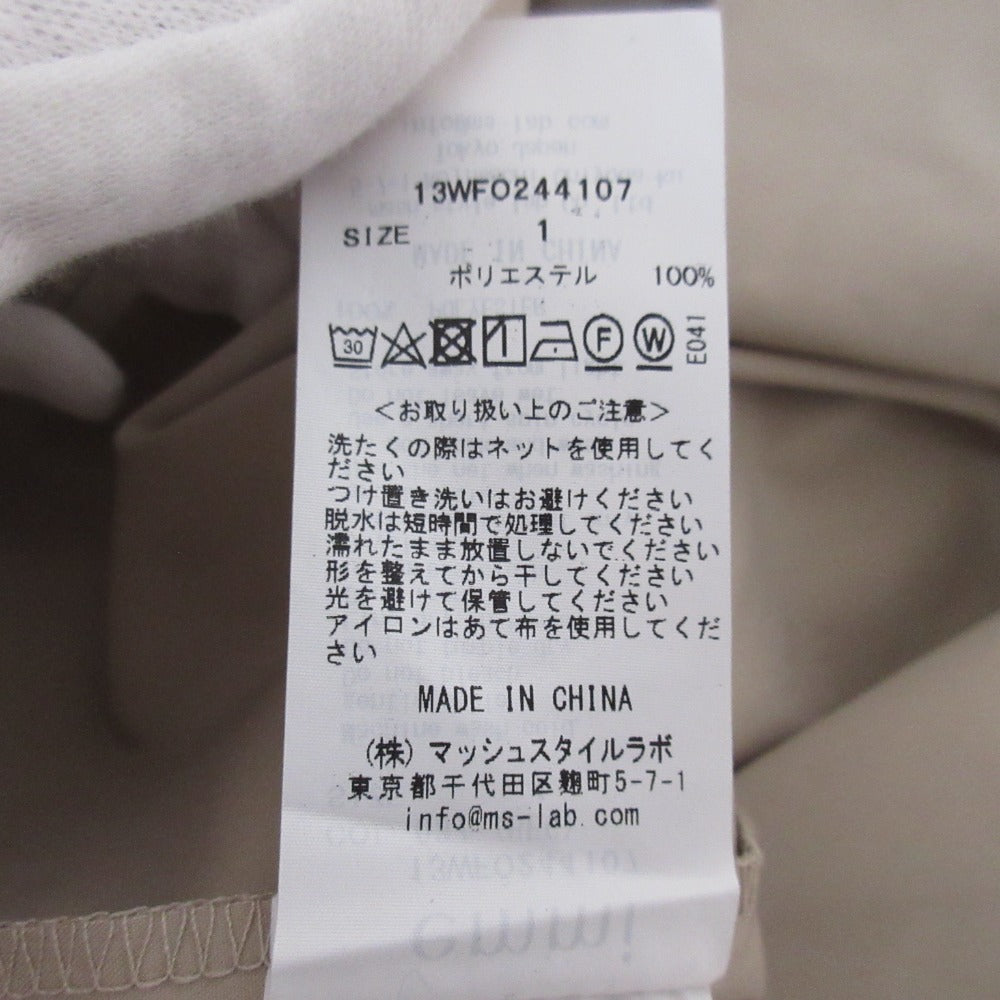 13WFO244107
SIZE 1
ポリエステル 100%
30 F W E041
＜お取り扱い上のご注意＞
洗たくの際はネットを使用してく
ださい
つけ置き洗いはお避けください
脱水は短時間で処理してください
濡れたまま放置しないでください
形を整えてから干してください
光を避けて保管してください
アイロンはあて布を使用してくだ
さい
MADE IN CHINA
(株) マッシュスタイルラボ
東京都千代田区麹町5-7-1
info@ms-lab.com
13WFO244107
emmi